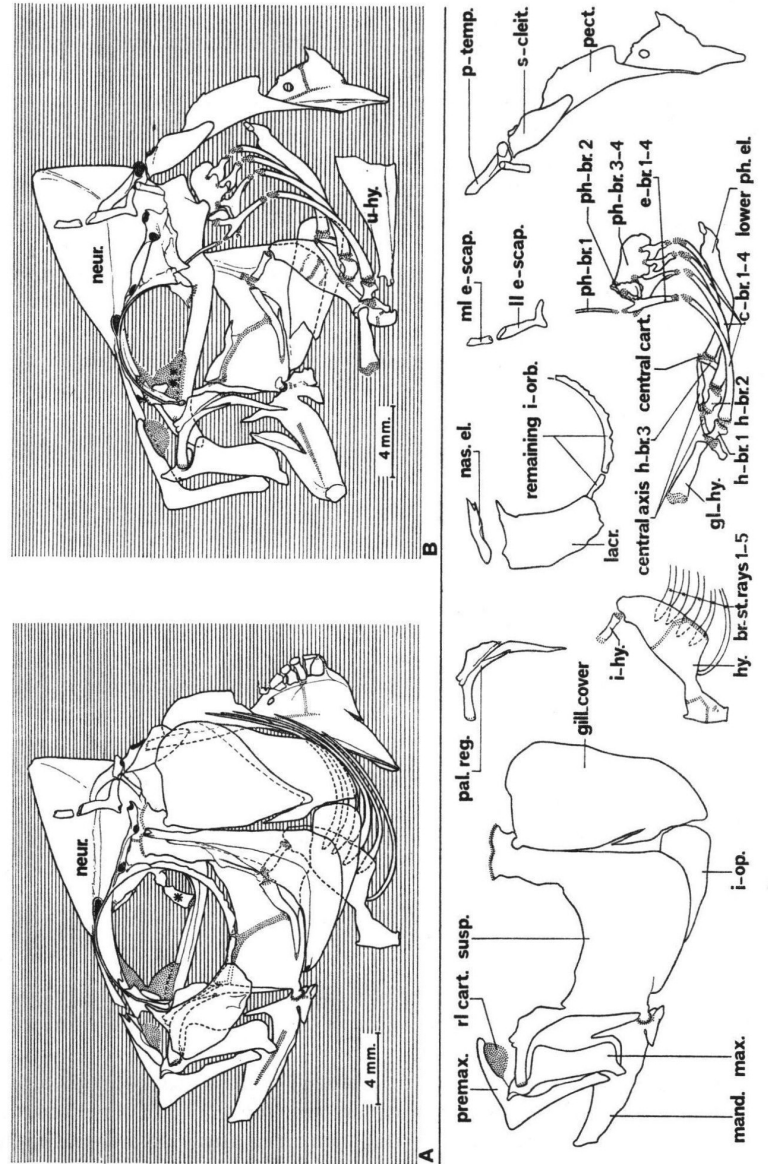 neur.
4 mm.
A
neur.
u-hy.
4 mm.
B
premax.
rl cart.
susp.
pal. reg.
gill.cover
mand.
max.
i-op.
i-hy.
hy.
br-st.rays 1-5
nas. el.
remaining i-orb.
lacr.
ml e-scap.
ll e-scap.
p-temp.
s-cleit.
pect.
central axis
h-br. 3
central cart.
ph-br. 1
ph-br. 2
ph-br. 3-4
e-br. 1-4
gl-hy.
h-br. 1
h-br. 2
c-br. 1-4
lower ph. el.